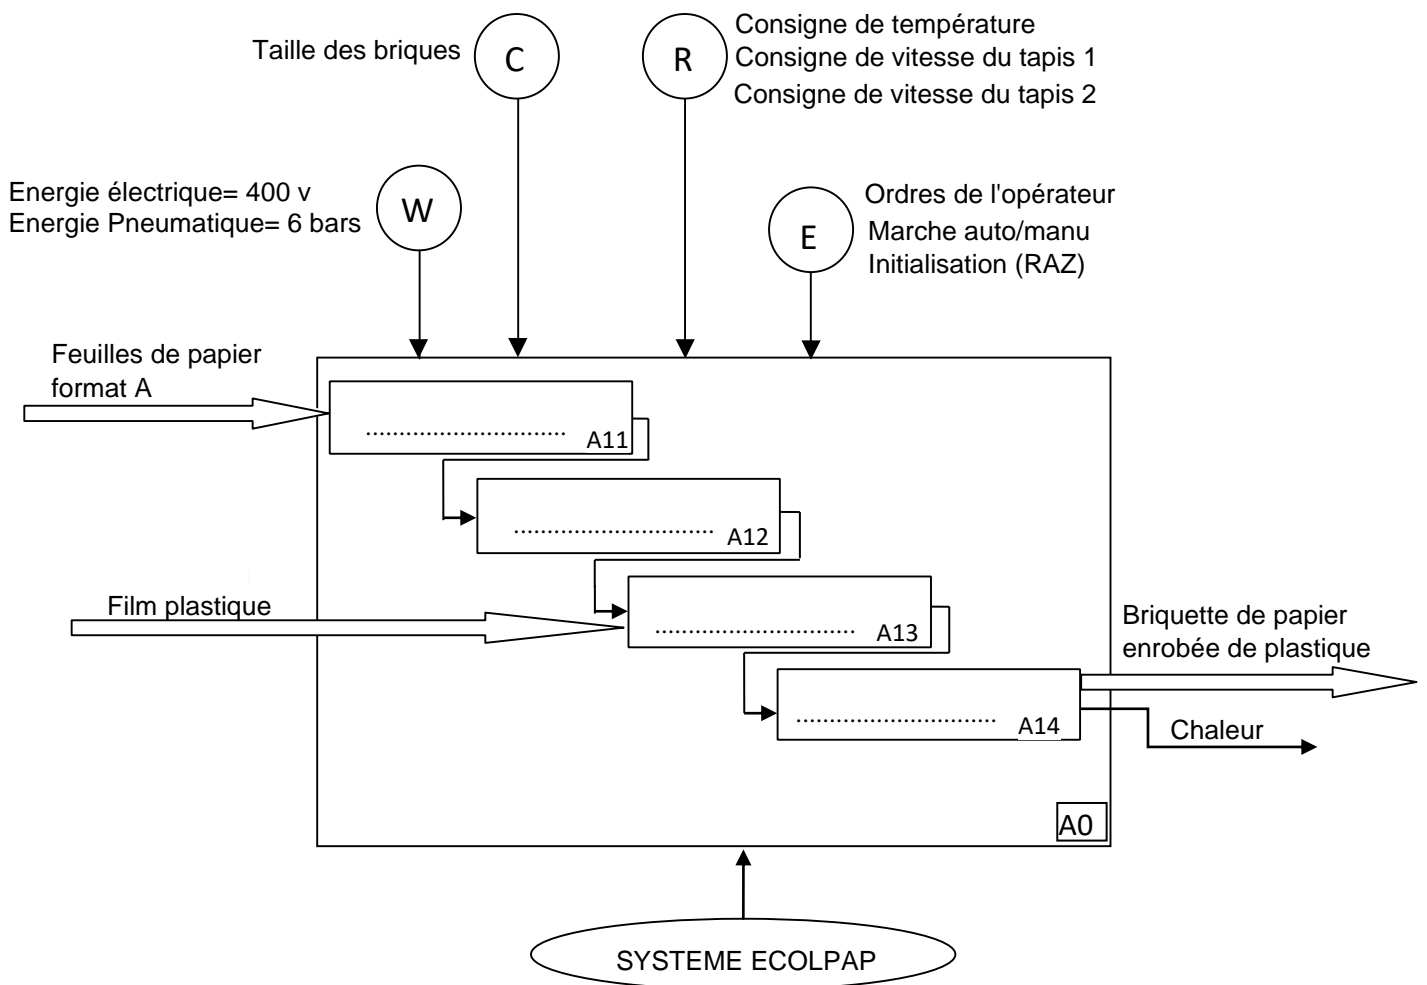 Taille des briques
C
R
Consigne de température
Consigne de vitesse du tapis 1
Consigne de vitesse du tapis 2
Energie électrique= 400 v
Energie Pneumatique= 6 bars
W
E
Ordres de l'opérateur
Marche auto/manu
Initialisation (RAZ)
Feuilles de papier
format A
.............................. A11
.............................. A12
Film plastique
.............................. A13
Briquette de papier
enrobée de plastique
.............................. A14
Chaleur
A0
SYSTEME ECOLPAP